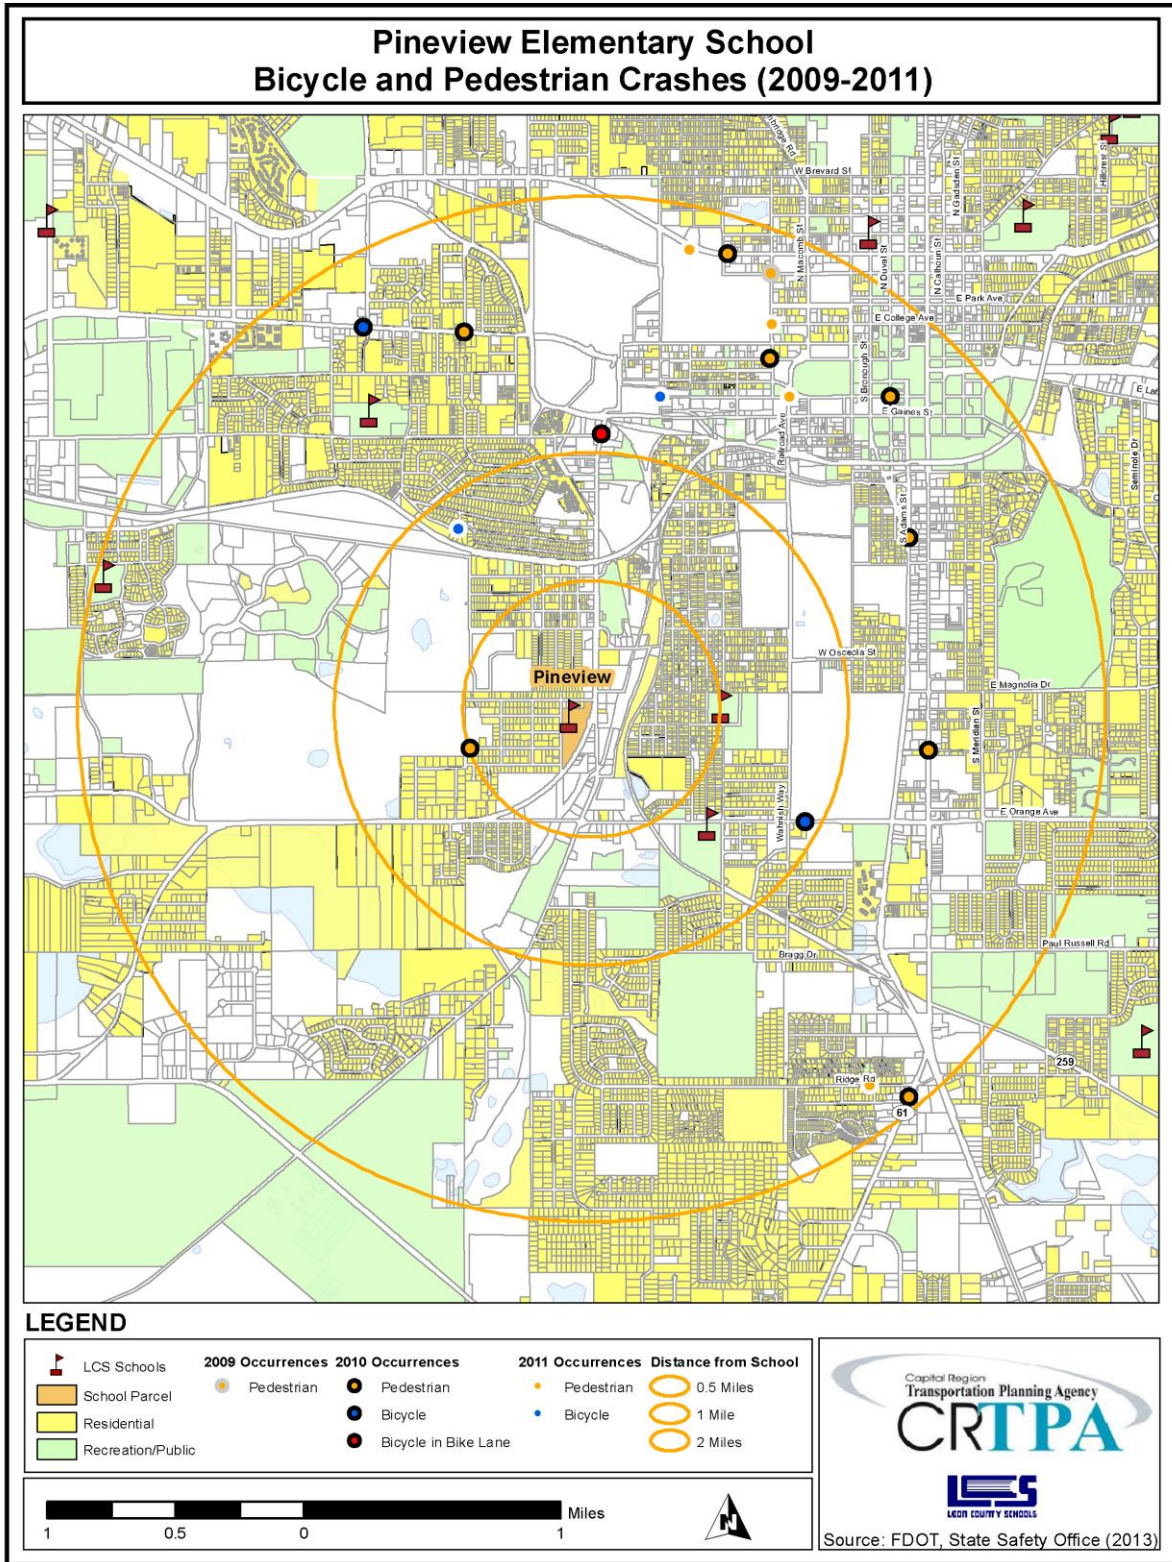 Pineview Elementary School
Bicycle and Pedestrian Crashes (2009-2011)
W Brevard St
N Macomb St
N Duval St
N Gadsden St
N Calhoun St
Hillcrest St
E Park Ave
E College Ave
S Bronough St
E Gaines St
Railroad Ave
Seminole Dr
S Adams St
W Osceola St
Pineview
E Magnolia Dr
S Meridian St
E Orange Ave
Wahnish Way
Paul Russell Rd
Bragg Dr
259
Ridge Rd
61
LEGEND
LCS Schools
School Parcel
Residential
Recreation/Public
2009 Occurrences
Pedestrian
2010 Occurrences
Pedestrian
Bicycle
Bicycle in Bike Lane
2011 Occurrences
Pedestrian
Bicycle
Distance from School
0.5 Miles
1 Mile
2 Miles
1 0.5 0 1 Miles
N
Capital Region
Transportation Planning Agency
CRTPA
LCS
LEON COUNTY SCHOOLS
Source: FDOT, State Safety Office (2013)